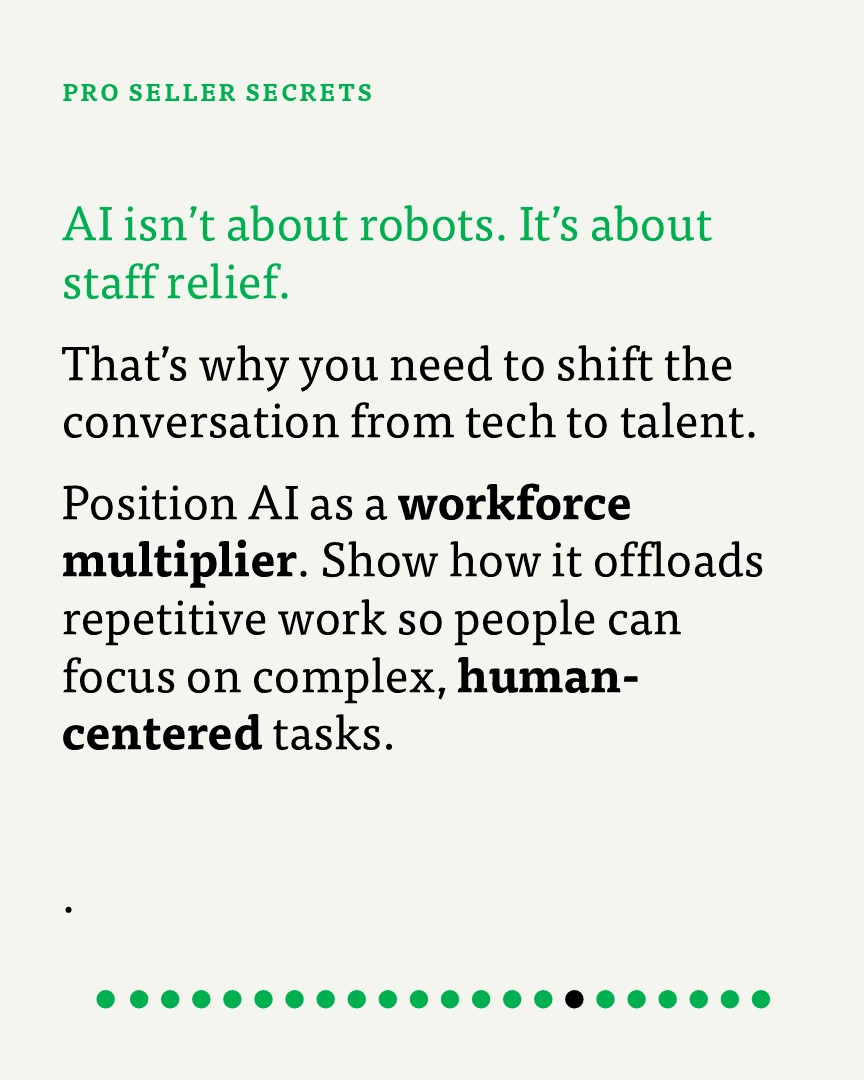 PRO SELLER SECRETS
AI isn’t about robots. It’s about
staff relief.
That’s why you need to shift the
conversation from tech to talent.
Position AI as a workforce
multiplier. Show how it offloads
repetitive work so people can
focus on complex, human-
centered tasks.
.